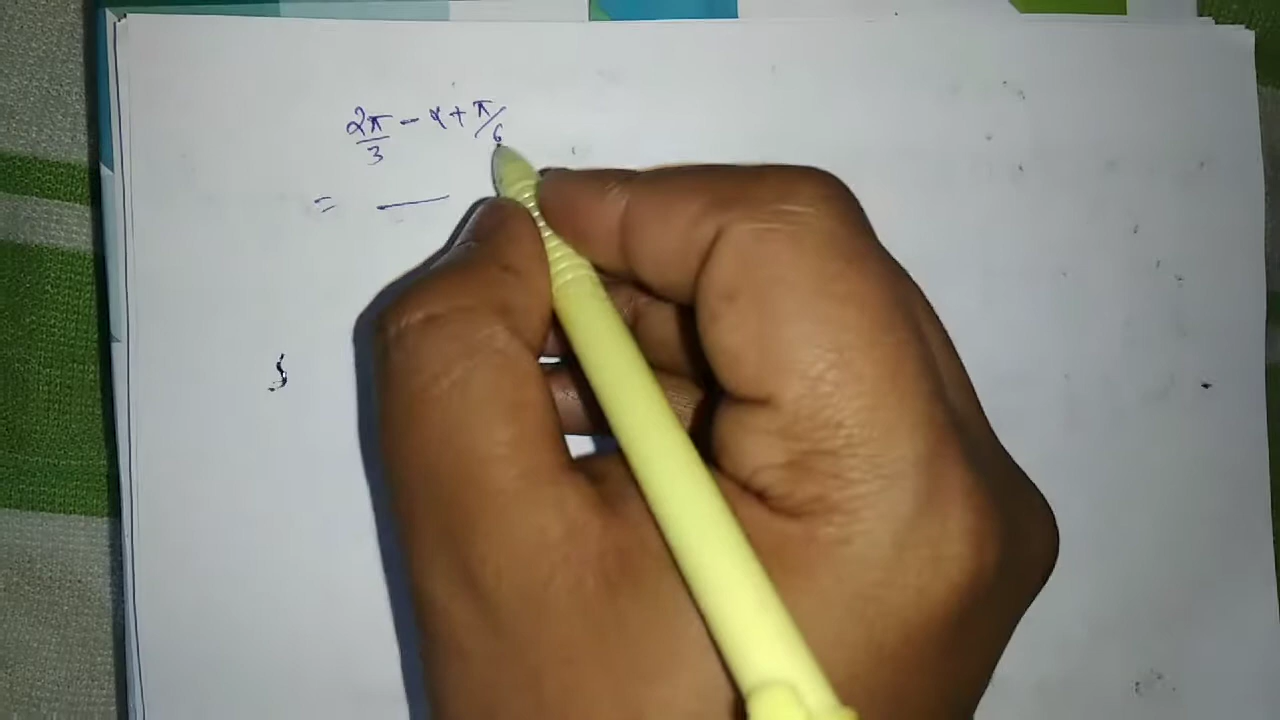 2π/3 - x + π/6
= —